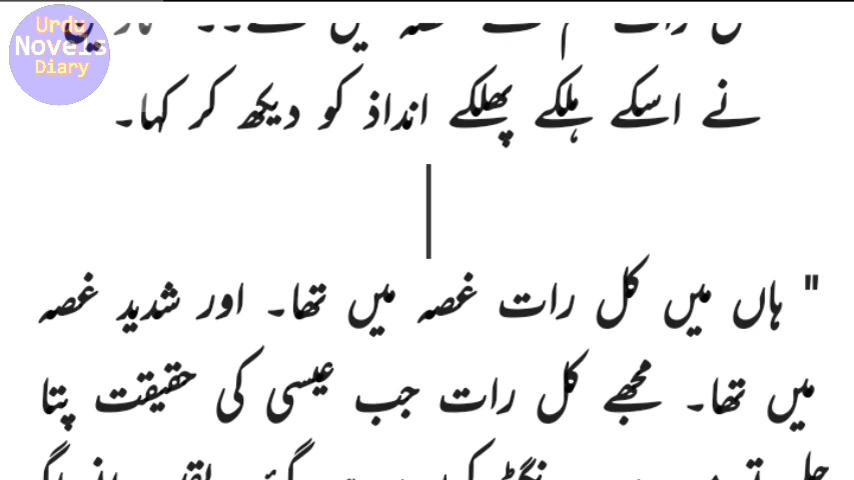 Urdu
Novels
Diary
نے اسکے ہلکے پھلکے انداذ کو دیکھ کر کہا۔
" ہاں میں کل رات غصہ میں تھا۔ اور شدید غصہ
میں تھا۔ مجھے کل رات جب عیسی کی حقیقت پتا